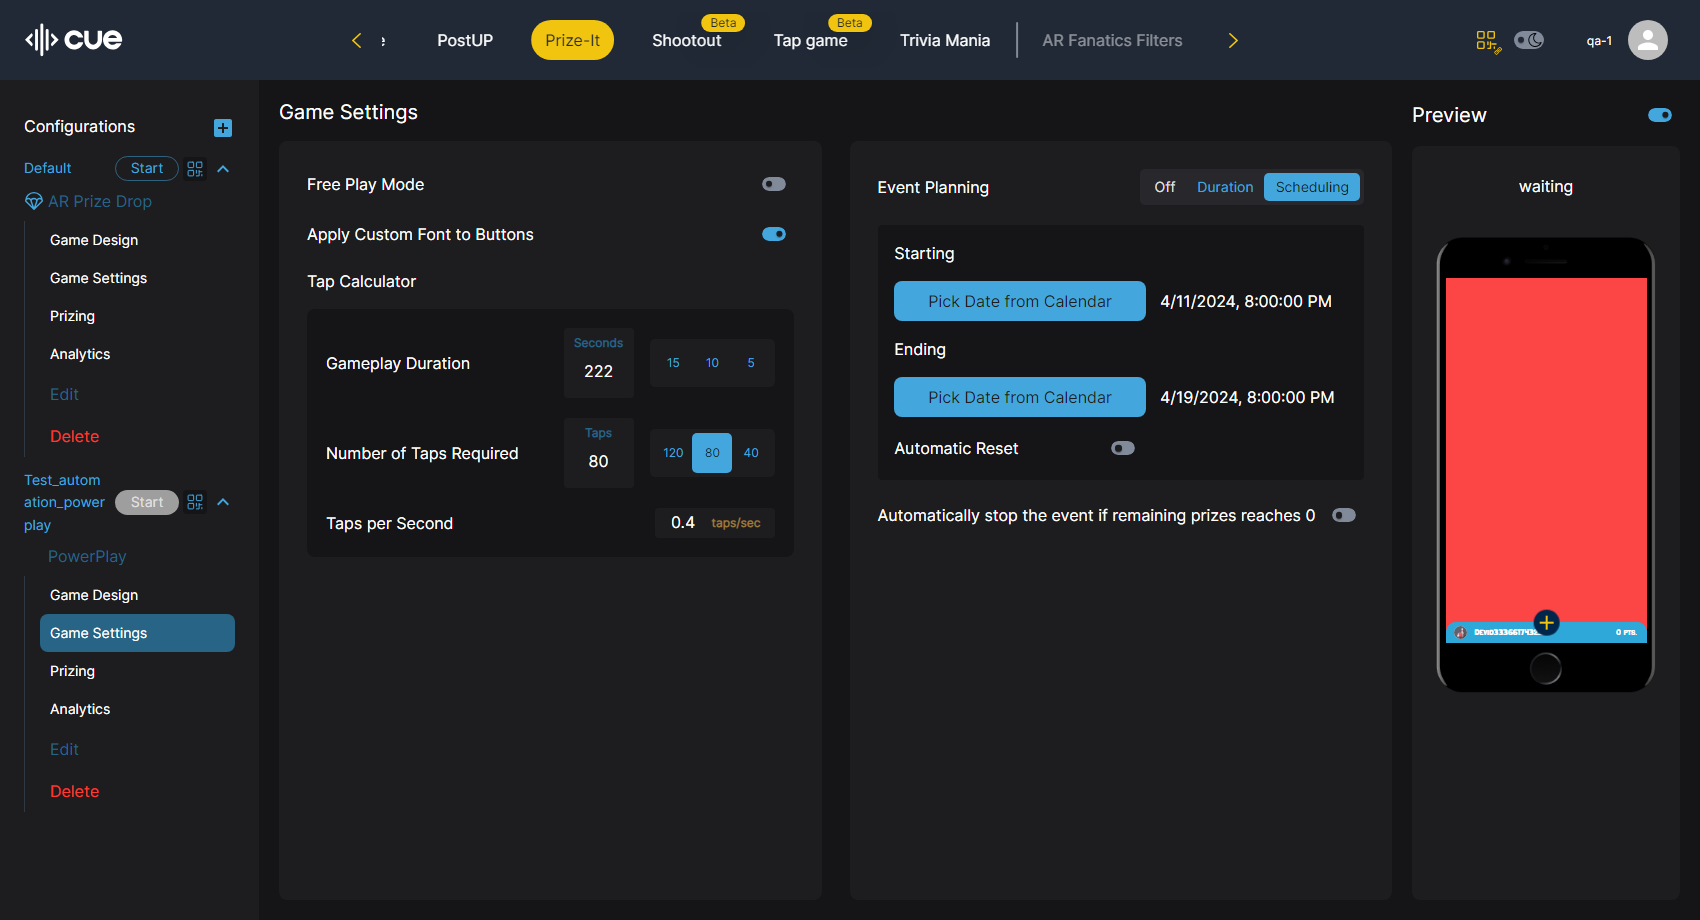 cue
PostUP
Prize-It
Beta
Shootout
Beta
Tap game
Trivia Mania
AR Fanatics Filters
qa-1
Configurations
Default
Start
AR Prize Drop
Game Design
Game Settings
Prizing
Analytics
Edit
Delete
Test_autom
ation_power
play
Start
PowerPlay
Game Design
Game Settings
Prizing
Analytics
Edit
Delete
Game Settings
Free Play Mode
Apply Custom Font to Buttons
Tap Calculator
Gameplay Duration
Seconds
222
15 10 5
Number of Taps Required
Taps
80
120 80 40
Taps per Second
0.4 taps/sec
Event Planning
Off Duration Scheduling
Starting
Pick Date from Calendar 4/11/2024, 8:00:00 PM
Ending
Pick Date from Calendar 4/19/2024, 8:00:00 PM
Automatic Reset
Automatically stop the event if remaining prizes reaches 0
Preview
waiting
0 PTS.